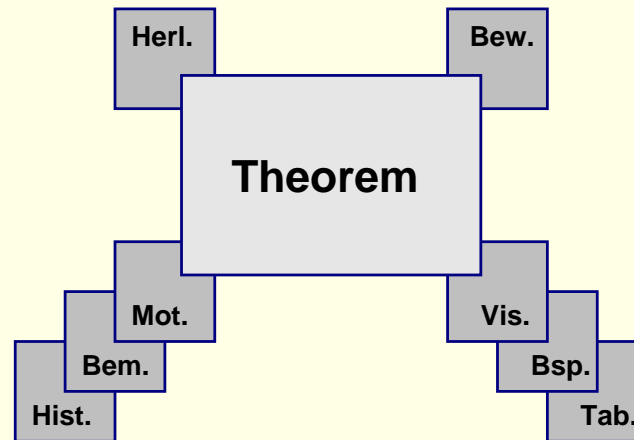 Herl.
Bew.
Theorem
Mot.
Vis.
Bem.
Bsp.
Hist.
Tab.